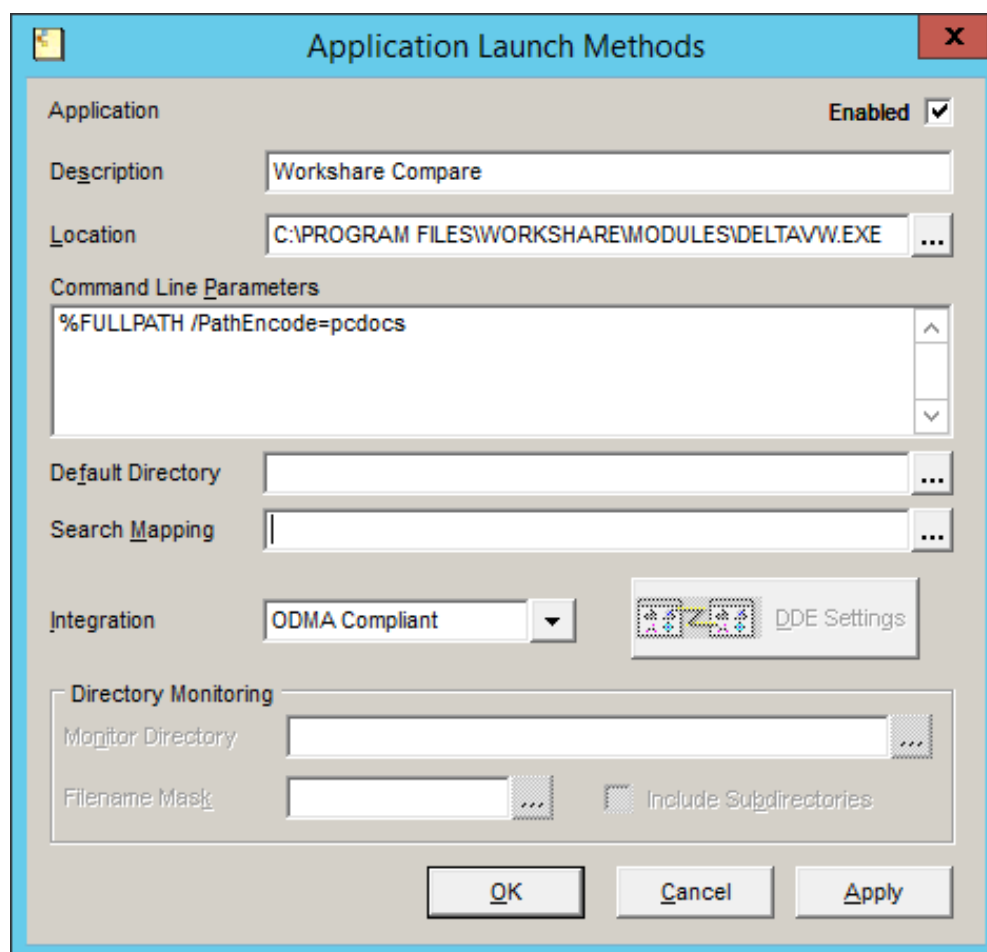 Application Launch Methods
x
Application Enabled
Description Workshare Compare
Location C:\PROGRAM FILES\WORKSHARE\MODULES\DELTAVW.EXE ...
Command Line Parameters
%FULLPATH /PathEncode=pcdocs
Default Directory ...
Search Mapping ...
Integration ODMA Compliant DDE Settings
Directory Monitoring
Monitor Directory ...
Filename Mask ... Include Subdirectories
OK Cancel Apply